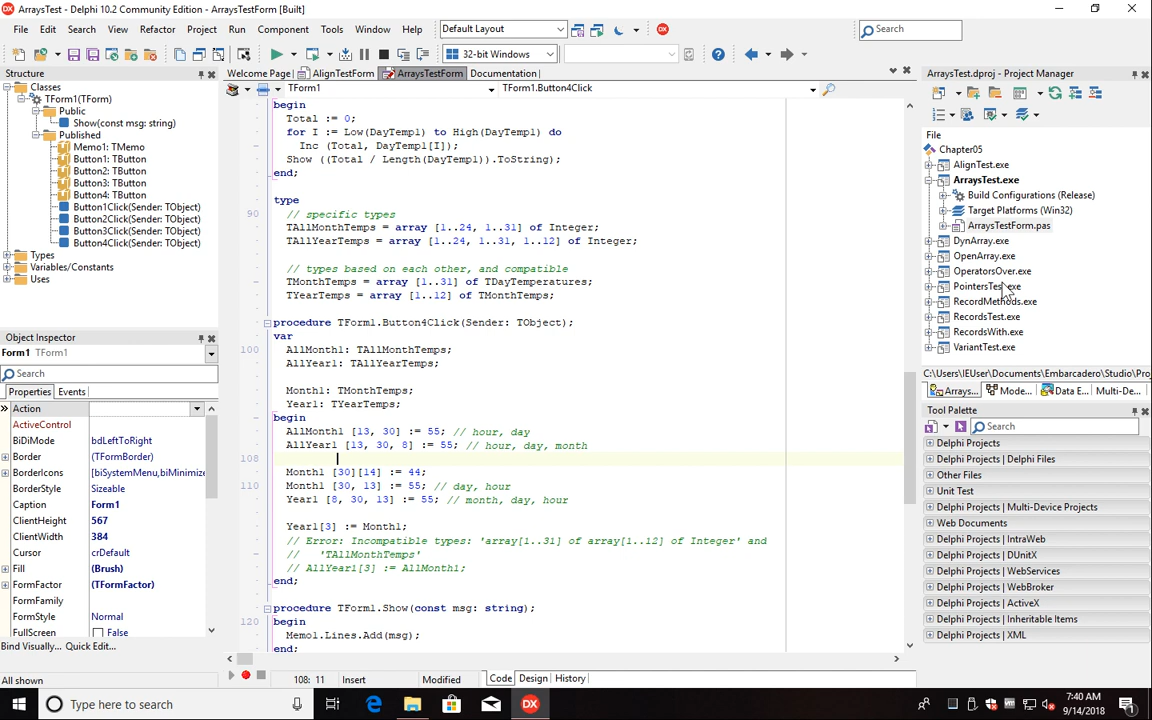 ArraysTest - Delphi 10.2 Community Edition - ArraysTestForm [Built]
File Edit Search View Refactor Project Run Component Tools Window Help Default Layout Search
32-bit Windows
Structure
Classes
TForm1(TForm)
Public
Show(const msg: string)
Published
Memo1: TMemo
Button1: TButton
Button2: TButton
Button3: TButton
Button4: TButton
Button1Click(Sender: TObject)
Button2Click(Sender: TObject)
Button3Click(Sender: TObject)
Button4Click(Sender: TObject)
Types
Variables/Constants
Uses
Object Inspector
Form1 TForm1
Search
Properties Events
Action
ActiveControl
BiDiMode bdLeftToRight
Border (TFormBorder)
BorderIcons [biSystemMenu,biMinimize
BorderStyle Sizeable
Caption Form1
ClientHeight 567
ClientWidth 384
Cursor crDefault
Fill (Brush)
FormFactor (TFormFactor)
FormFamily
FormStyle Normal
FullScreen False
Bind Visually... Quick Edit...
All shown
Welcome Page AlignTestForm ArraysTestForm Documentation
TForm1 TForm1.Button4Click
begin
Total := 0;
for I := Low(DayTemp1) to High(DayTemp1) do
Inc (Total, DayTemp1[I]);
Show ((Total / Length(DayTemp1)).ToString);
end;
type
90 // specific types
TAllMonthTemps = array [1..24, 1..31] of Integer;
TAllYearTemps = array [1..24, 1..31, 1..12] of Integer;
// types based on each other, and compatible
TMonthTemps = array [1..31] of TDayTemperatures;
TYearTemps = array [1..12] of TMonthTemps;
procedure TForm1.Button4Click(Sender: TObject);
var
100 AllMonth1: TAllMonthTemps;
AllYear1: TAllYearTemps;
Month1: TMonthTemps;
Year1: TYearTemps;
begin
AllMonth1 [13, 30] := 55; // hour, day
AllYear1 [13, 30, 8] := 55; // hour, day, month
108
Month1 [30][14] := 44;
110 Month1 [30, 13] := 55; // day, hour
Year1 [8, 30, 13] := 55; // month, day, hour
Year1[3] := Month1;
// Error: Incompatible types: 'array[1..31] of array[1..12] of Integer' and
// 'TAllMonthTemps'
// AllYear1[3] := AllMonth1;
end;
procedure TForm1.Show(const msg: string);
120 begin
Memo1.Lines.Add(msg);
end;
108: 11 Insert Modified Code Design History
ArraysTest.dproj - Project Manager
File
Chapter05
AlignTest.exe
ArraysTest.exe
Build Configurations (Release)
Target Platforms (Win32)
ArraysTestForm.pas
DynArray.exe
OpenArray.exe
OperatorsOver.exe
PointersTest.exe
RecordMethods.exe
RecordsTest.exe
RecordsWith.exe
VariantTest.exe
C:\Users\IEUser\Documents\Embarcadero\Studio\Proj
Arrays... Mode... Data E... Multi-De...
Tool Palette
Search
Delphi Projects
Delphi Projects | Delphi Files
Other Files
Unit Test
Delphi Projects | Multi-Device Projects
Web Documents
Delphi Projects | IntraWeb
Delphi Projects | DUnitX
Delphi Projects | WebServices
Delphi Projects | WebBroker
Delphi Projects | ActiveX
Delphi Projects | Inheritable Items
Delphi Projects | XML
Type here to search
DX
7:40 AM
9/14/2018
1